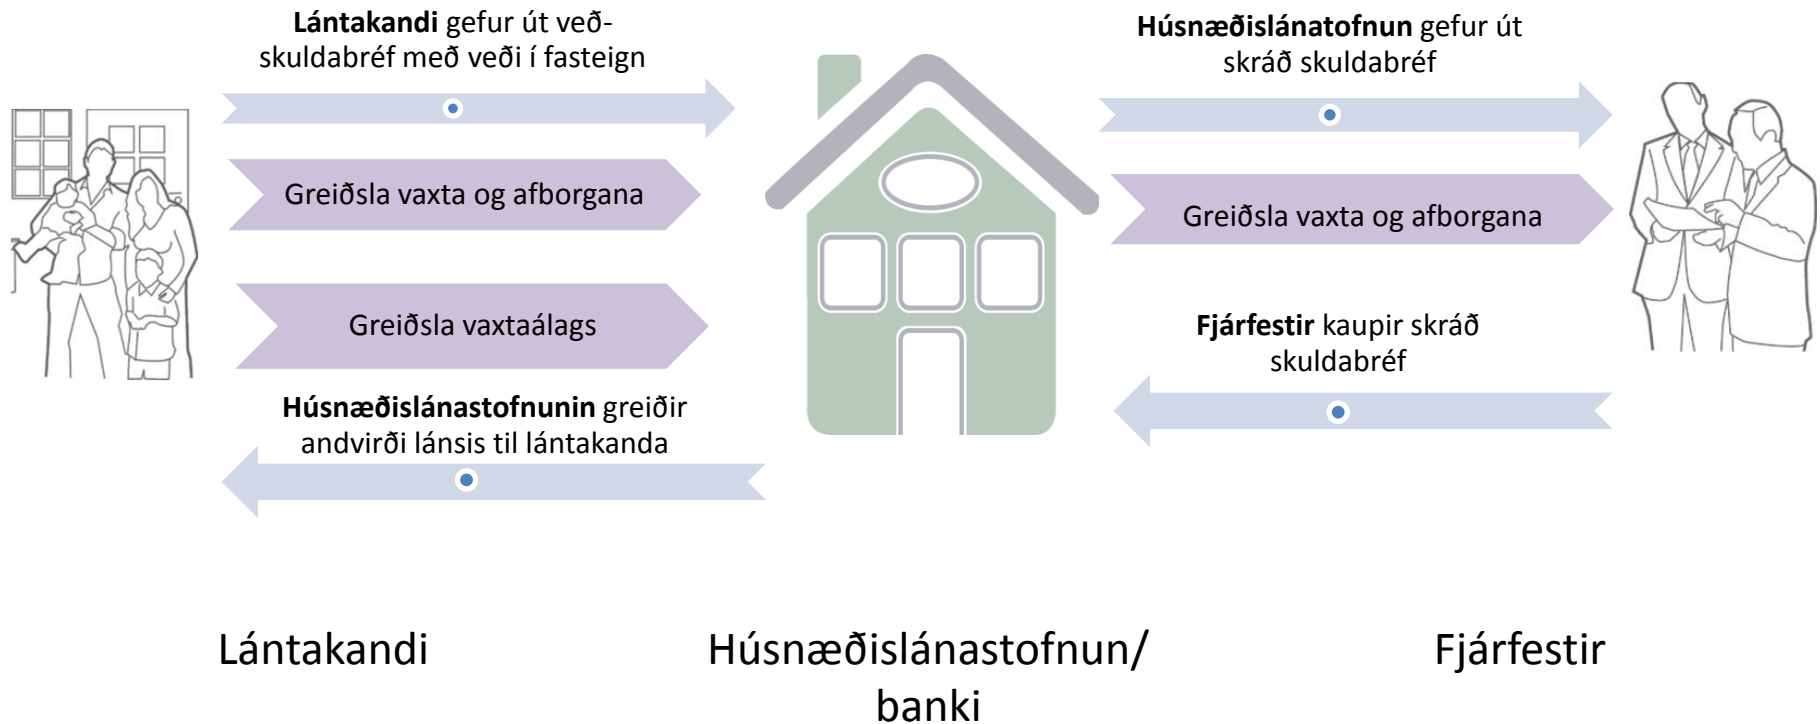 Lántakandi gefur út veð-
skuldabréf með veði í fasteign
Greiðsla vaxta og afborgana
Greiðsla vaxtaálags
Húsnæðislánastofnunin greiðir
andvirði lánsis til lántakanda
Húsnæðislánatofnun gefur út
skráð skuldabréf
Greiðsla vaxta og afborgana
Fjárfestir kaupir skráð
skuldabréf
Lántakandi
Húsnæðislánastofnun/
banki
Fjárfestir